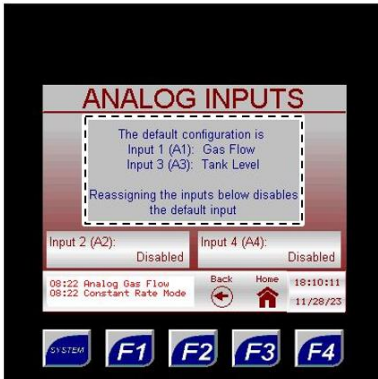 ANALOG INPUTS
The default configuration is
Input 1 (A1): Gas Flow
Input 3 (A3): Tank Level
Reassigning the inputs below disables
the default input
Input 2 (A2):
Disabled
Input 4 (A4):
Disabled
08:22 Analog Gas Flow
08:22 Constant Rate Mode
Back
Home
18:10:11
11/28/23
SYSTEM
F1
F2
F3
F4